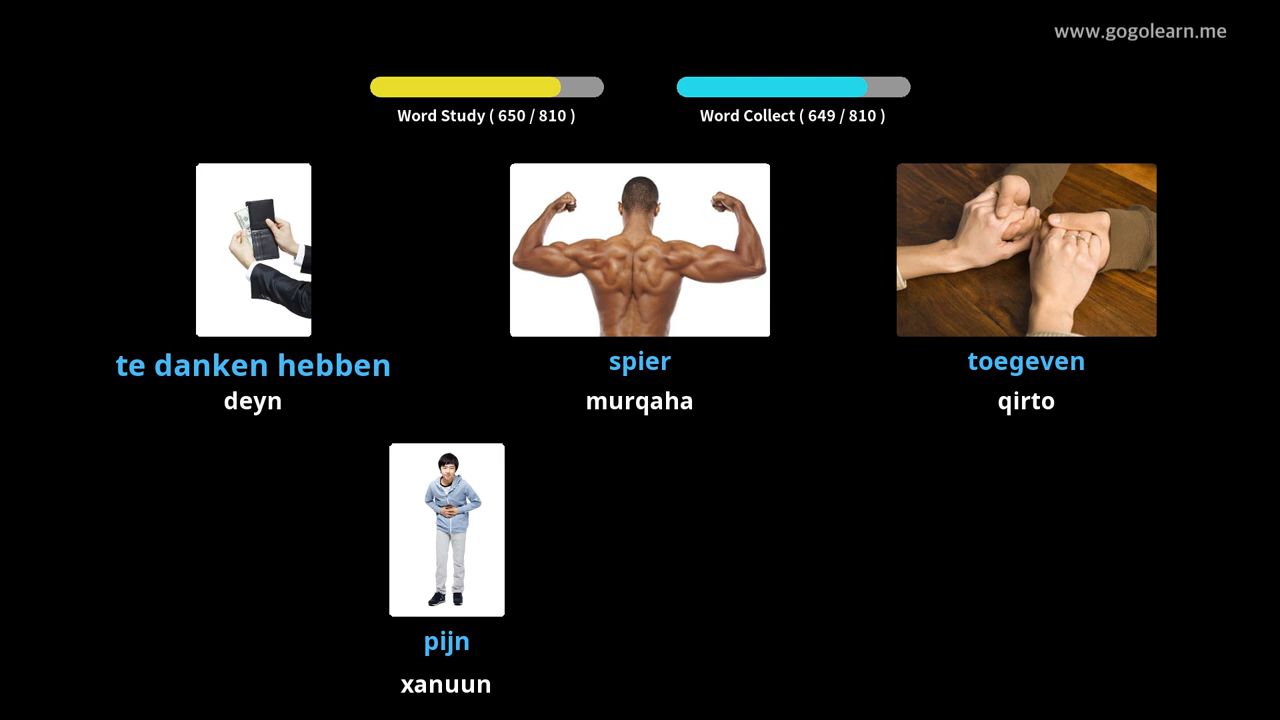 www.gogolearn.me
Word Study ( 650 / 810 )
Word Collect ( 649 / 810 )
te danken hebben
deyn
spier
murqaha
toegeven
qirto
pijn
xanuun